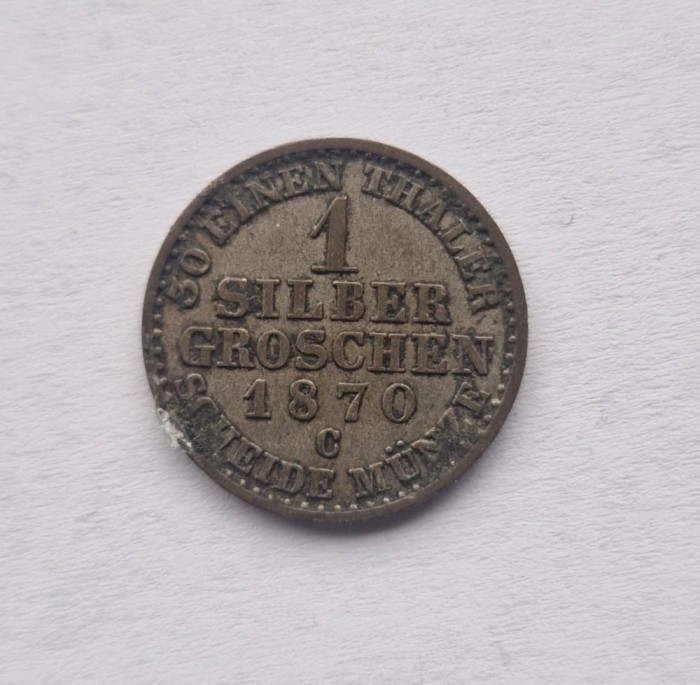 30 EINEN THALER
1
SILBER
GROSCHEN
1870
C
SCHEIDE MÜNZE